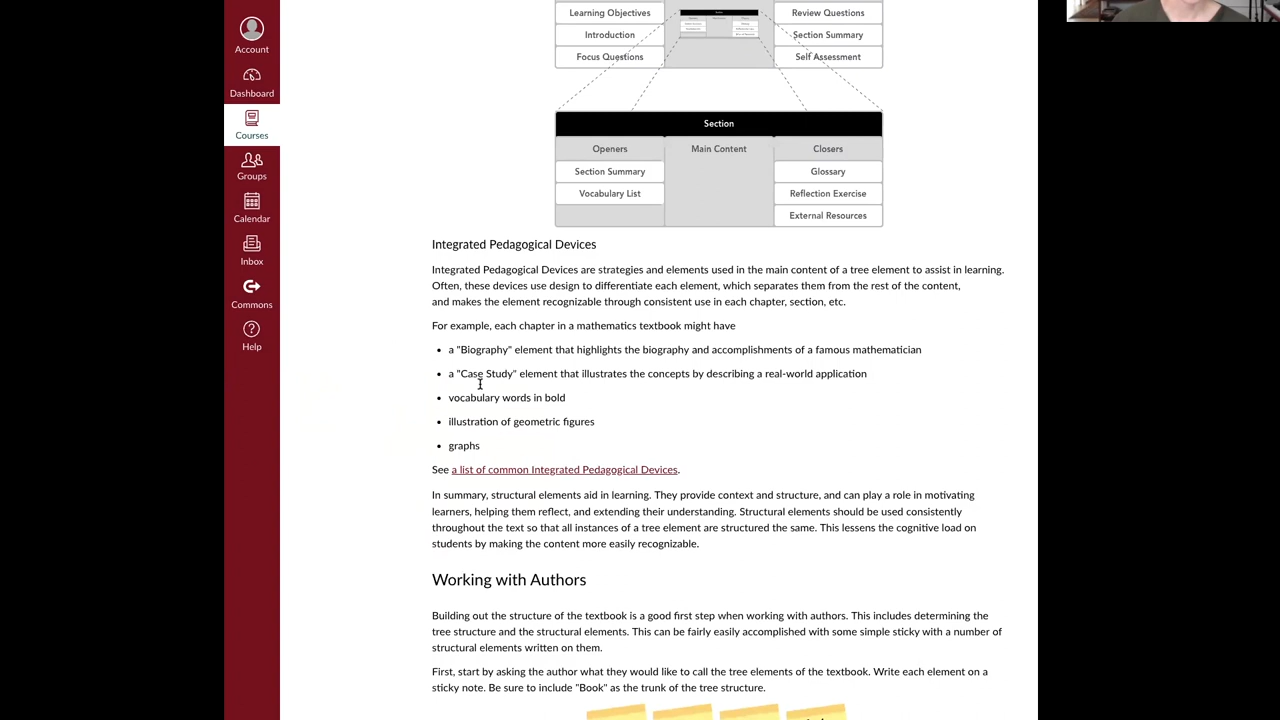 Account
Dashboard
Courses
Groups
Calendar
Inbox
Commons
Help
Learning Objectives
Introduction
Focus Questions
Review Questions
Section Summary
Self Assessment
Section
Openers
Main Content
Closers
Section Summary
Glossary
Vocabulary List
Reflection Exercise
External Resources
Integrated Pedagogical Devices
Integrated Pedagogical Devices are strategies and elements used in the main content of a tree element to assist in learning.
Often, these devices use design to differentiate each element, which separates them from the rest of the content,
and makes the element recognizable through consistent use in each chapter, section, etc.
For example, each chapter in a mathematics textbook might have
• a "Biography" element that highlights the biography and accomplishments of a famous mathematician
• a "Case Study" element that illustrates the concepts by describing a real-world application
• vocabulary words in bold
• illustration of geometric figures
• graphs
See a list of common Integrated Pedagogical Devices.
In summary, structural elements aid in learning. They provide context and structure, and can play a role in motivating
learners, helping them reflect, and extending their understanding. Structural elements should be used consistently
throughout the text so that all instances of a tree element are structured the same. This lessens the cognitive load on
students by making the content more easily recognizable.
Working with Authors
Building out the structure of the textbook is a good first step when working with authors. This includes determining the
tree structure and the structural elements. This can be fairly easily accomplished with some simple sticky with a number of
structural elements written on them.
First, start by asking the author what they would like to call the tree elements of the textbook. Write each element on a
sticky note. Be sure to include "Book" as the trunk of the tree structure.